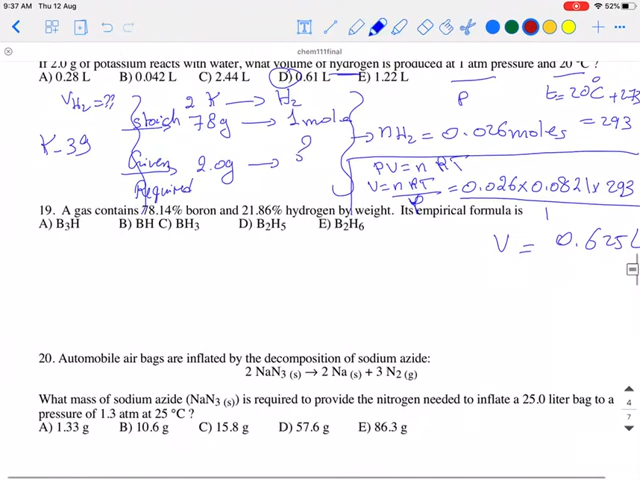 9:37 AM Thu 12 Aug
52%
chem111final
If 2.0 g of potassium reacts with water, what volume of hydrogen is produced at 1 atm pressure and 20 °C ?
A) 0.28 L B) 0.042 L C) 2.44 L D) 0.61 L E) 1.22 L
V H2 = ?? 2 K → H2 P t = 20°C + 273
stoich 78g → 1 mole = 293
K-39 → nH2 = 0.026 moles
Given 2.0g → ?
Required PV = n RT
V = n RT / P = 0.026 x 0.0821 x 293
1
19. A gas contains 78.14% boron and 21.86% hydrogen by weight. Its empirical formula is
A) B3H B) BH C) BH3 D) B2H5 E) B2H6
V = 0.625L
20. Automobile air bags are inflated by the decomposition of sodium azide:
2 NaN3 (s) → 2 Na (s) + 3 N2 (g)
What mass of sodium azide (NaN3 (s)) is required to provide the nitrogen needed to inflate a 25.0 liter bag to a
pressure of 1.3 atm at 25 °C ?
A) 1.33 g B) 10.6 g C) 15.8 g D) 57.6 g E) 86.3 g
4
7